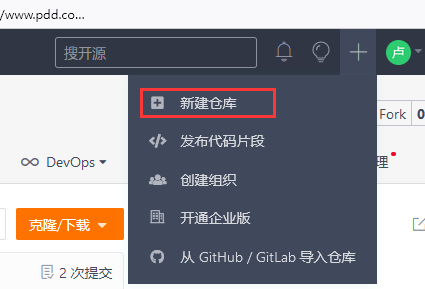 /www.pdd.co...
搜开源
卢
新建仓库
Fork
0
发布代码片段
DevOps
理
创建组织
克隆/下载
开通企业版
2 次提交
从 GitHub / GitLab 导入仓库